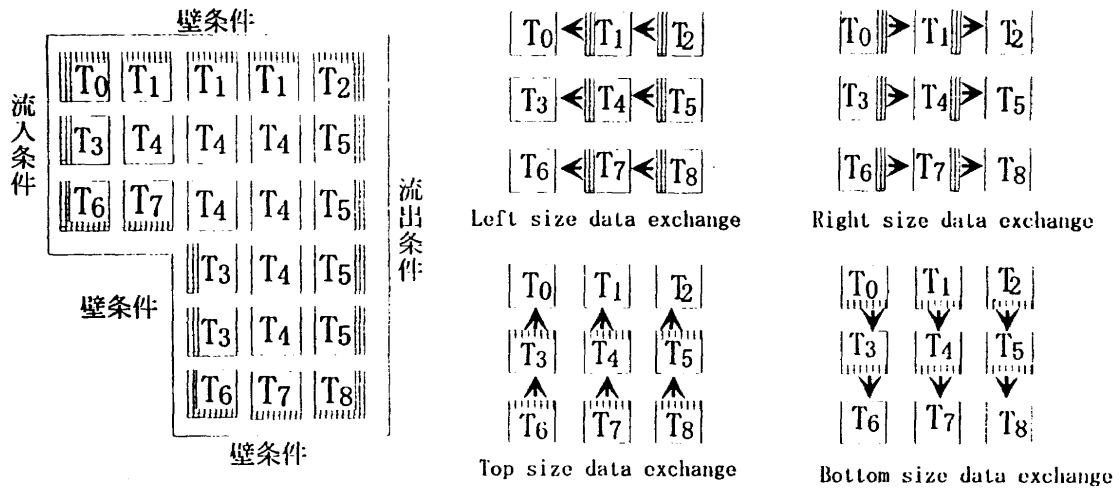 壁条件
T0 T1 T1 T1 T2
T3 T4 T4 T4 T5
T6 T7 T4 T4 T5
T3 T4 T5
T3 T4 T5
T6 T7 T8
流入条件
流出条件
壁条件
壁条件
T0 T1 T2
T3 T4 T5
T6 T7 T8
Left size data exchange
T0 T1 T2
T3 T4 T5
T6 T7 T8
Right size data exchange
T0 T1 T2
T3 T4 T5
T6 T7 T8
Top size data exchange
T0 T1 T2
T3 T4 T5
T6 T7 T8
Bottom size data exchange